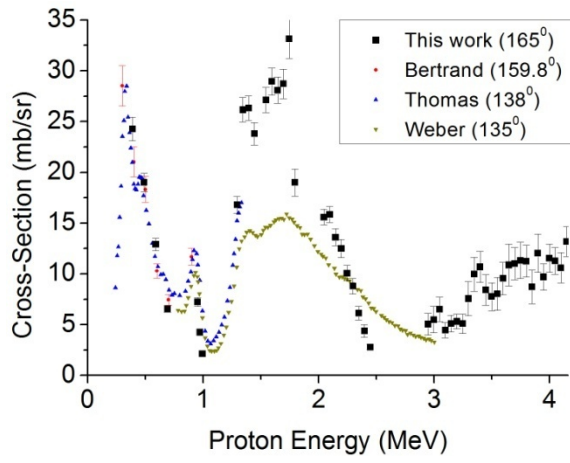 35
30
25
20
15
10
5
0
Cross-Section (mb/sr)
This work (165⁰)
Bertrand (159.8⁰)
Thomas (138⁰)
Weber (135⁰)
0 1 2 3 4
Proton Energy (MeV)